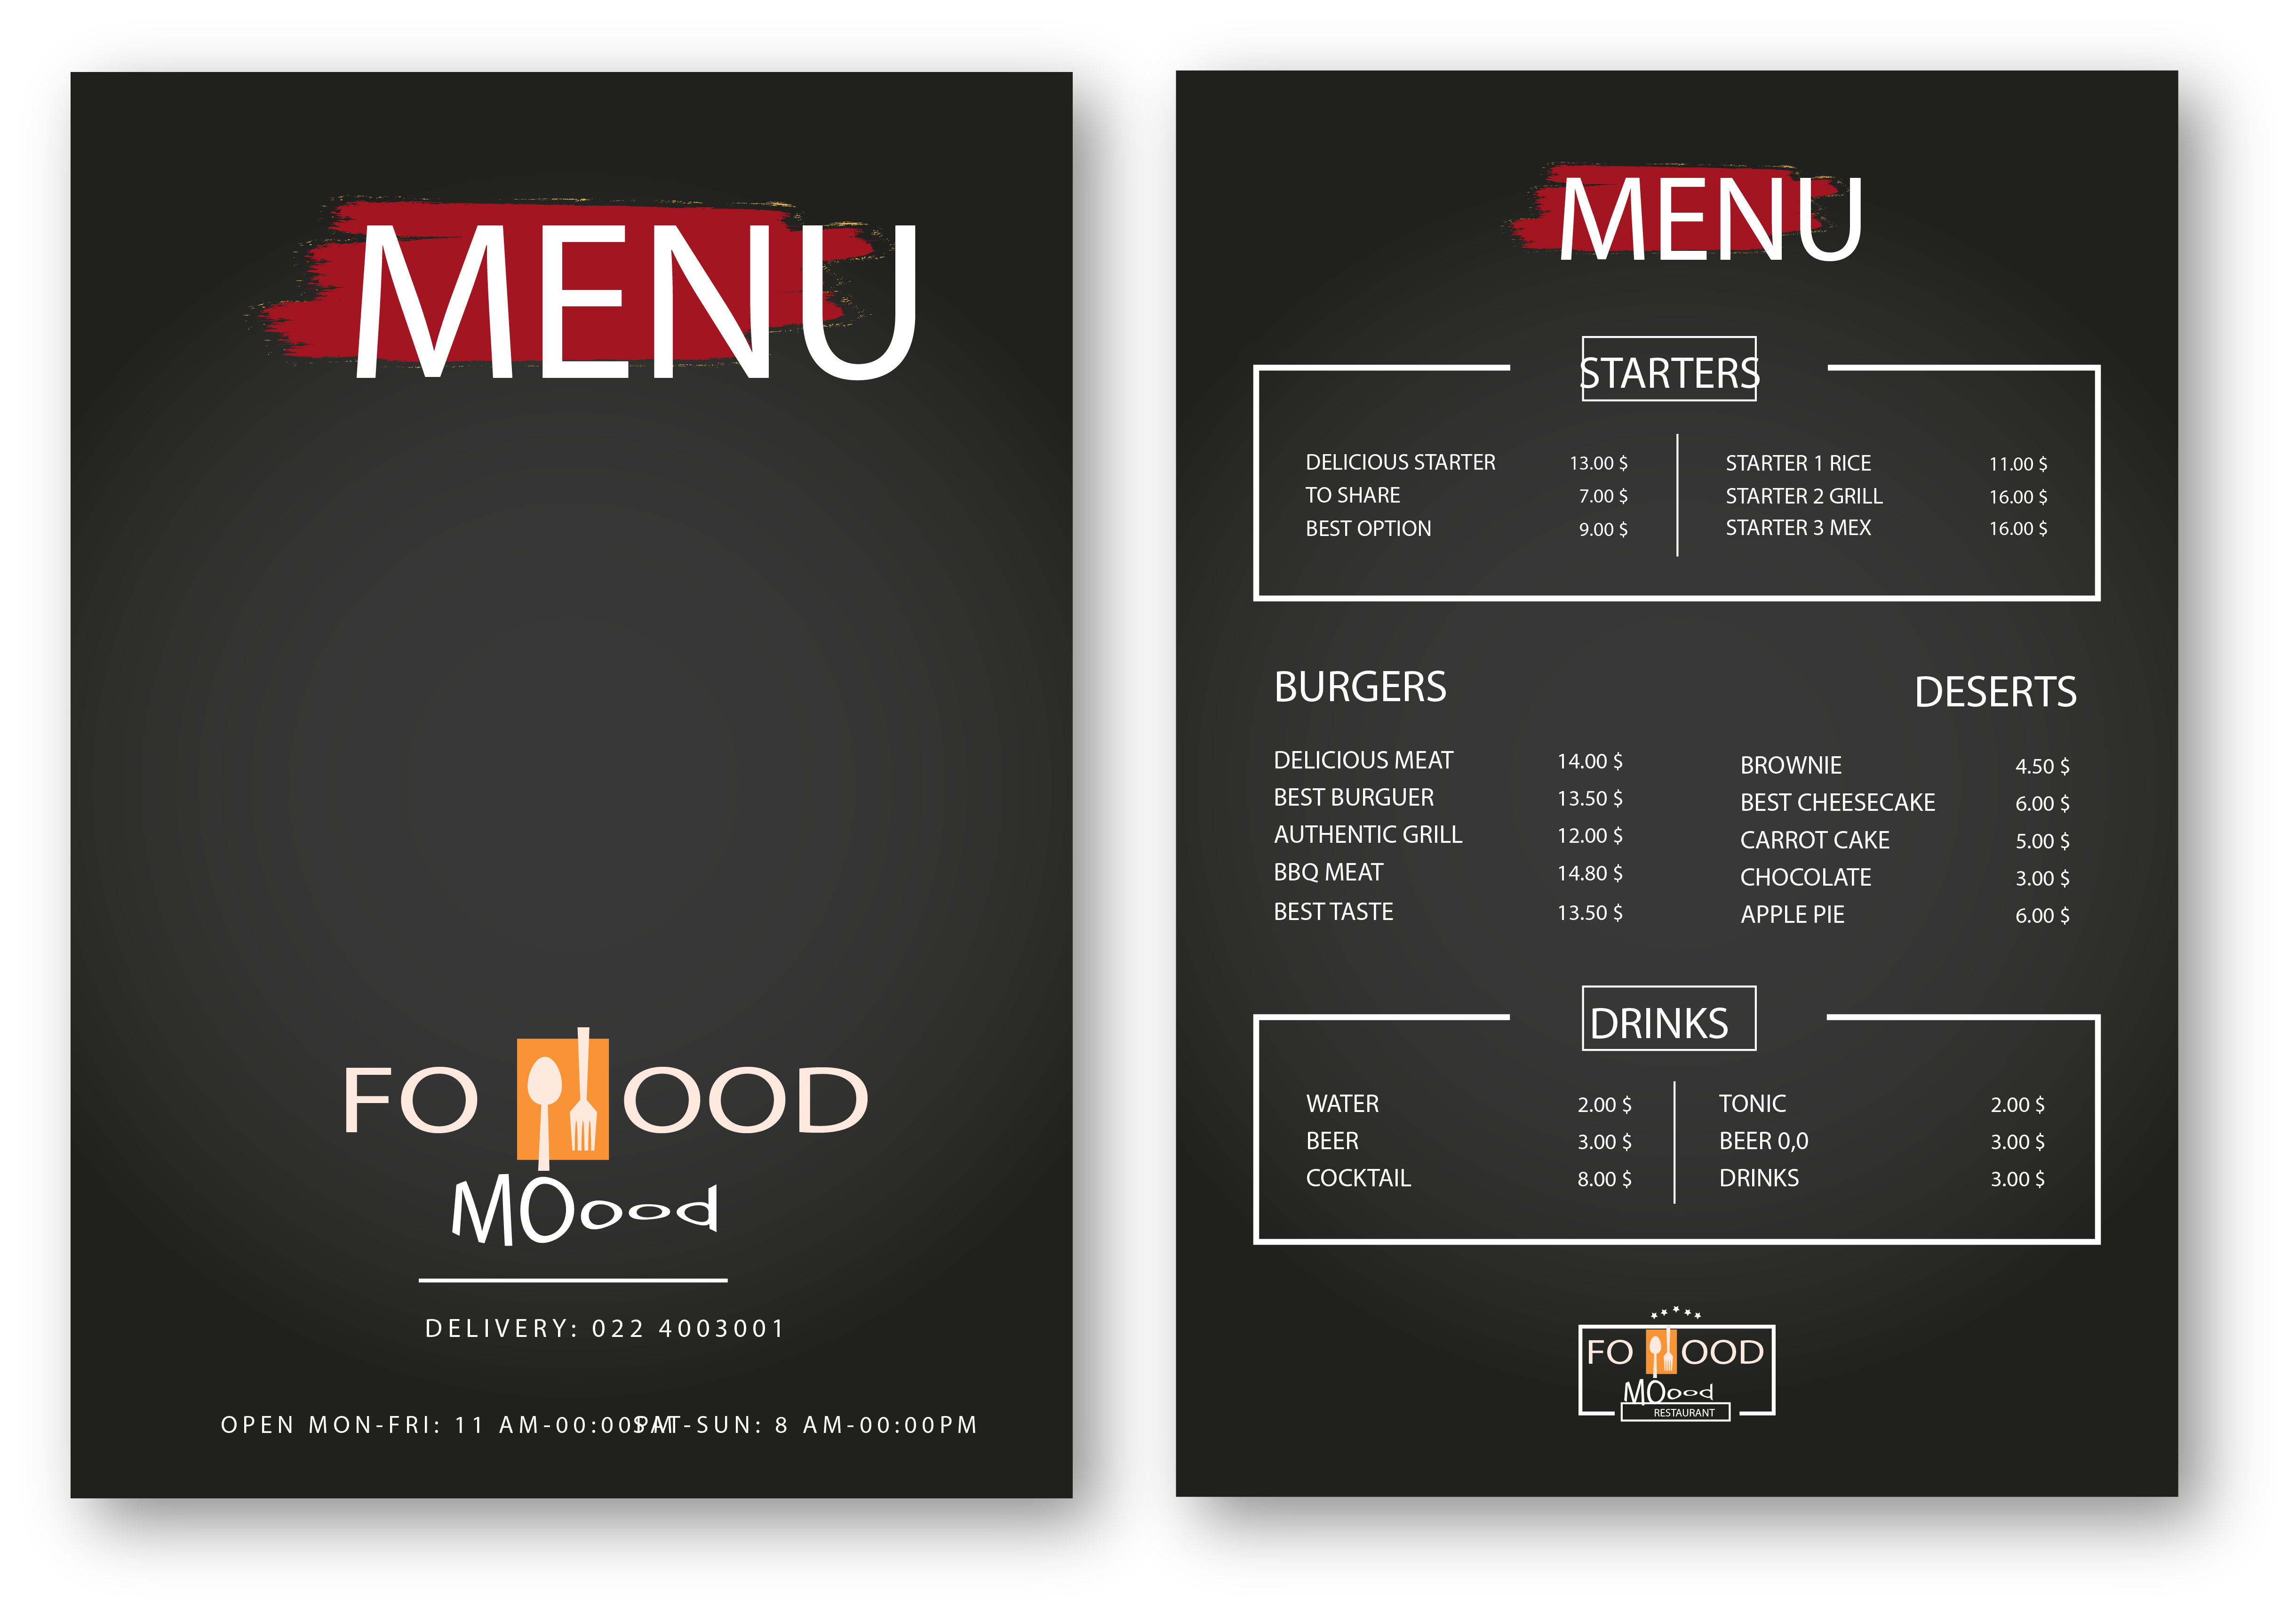 MENU
FO OOD
MOood
DELIVERY: 022 4003001
OPEN MON-FRI: 11 AM-00:00PM
SAT-SUN: 8 AM-00:00PM
MENU
STARTERS
DELICIOUS STARTER 13.00 $
TO SHARE 7.00 $
BEST OPTION 9.00 $
STARTER 1 RICE 11.00 $
STARTER 2 GRILL 16.00 $
STARTER 3 MEX 16.00 $
BURGERS
DELICIOUS MEAT 14.00 $
BEST BURGUER 13.50 $
AUTHENTIC GRILL 12.00 $
BBQ MEAT 14.80 $
BEST TASTE 13.50 $
DESERTS
BROWNIE 4.50 $
BEST CHEESECAKE 6.00 $
CARROT CAKE 5.00 $
CHOCOLATE 3.00 $
APPLE PIE 6.00 $
DRINKS
WATER 2.00 $
BEER 3.00 $
COCKTAIL 8.00 $
TONIC 2.00 $
BEER 0,0 3.00 $
DRINKS 3.00 $
FO OOD
MOood
RESTAURANT